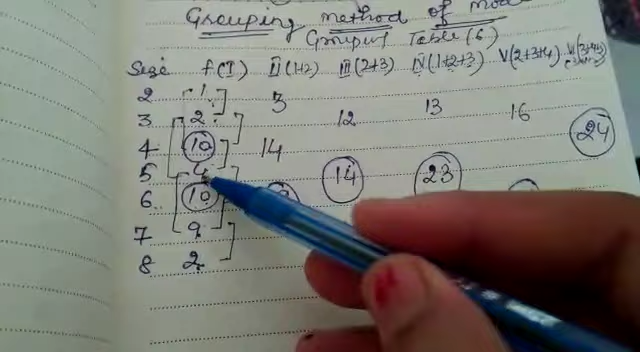 Grouping method of Mod
Grouping Table (6)
Size f(I) II(1+2) III(2+3) IV(1+2+3) V(2+3+4)
2 1 3
3 2 12 13 16
4 10 14 24
5 4 14 23
6 10
7 9
8 2